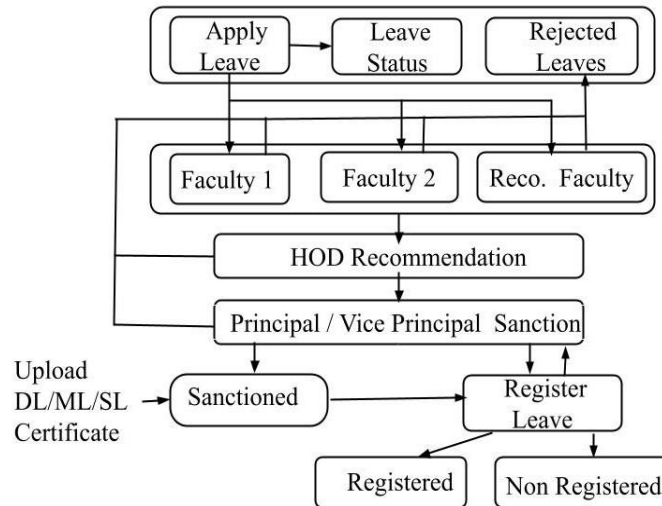 Apply
Leave
Leave
Status
Rejected
Leaves
Faculty 1
Faculty 2
Reco. Faculty
HOD Recommendation
Principal / Vice Principal Sanction
Upload
DL/ML/SL
Certificate
Sanctioned
Register
Leave
Registered
Non Registered